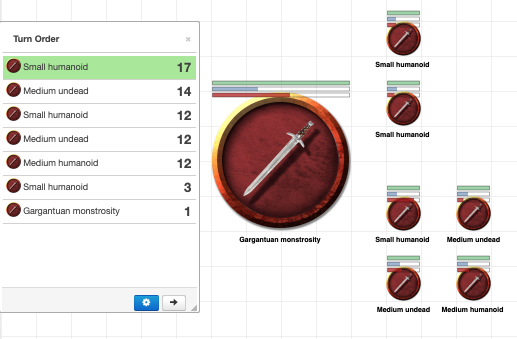 Turn Order ×
Small humanoid 17
Medium undead 14
Small humanoid 12
Medium undead 12
Medium humanoid 12
Small humanoid 3
Gargantuan monstrosity 1
Gargantuan monstrosity
Small humanoid
Small humanoid
Small humanoid Medium undead
Medium undead Medium humanoid